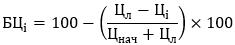 БЦᵢ = 100 − (Цл − Цᵢ / Цнач + Цл) × 100